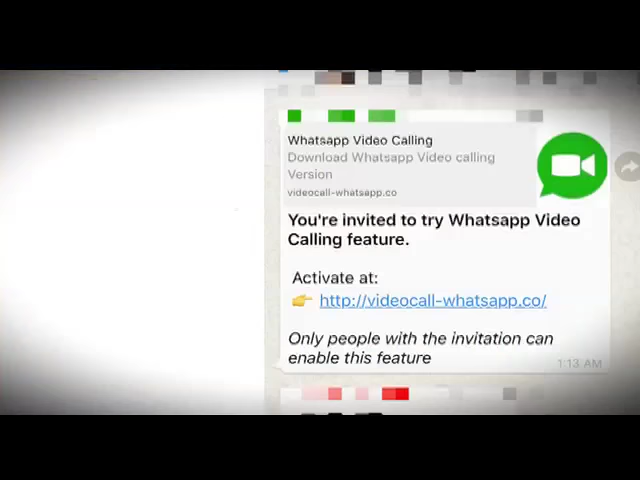 Whatsapp Video Calling
Download Whatsapp Video calling
Version
videocall-whatsapp.co
You're invited to try Whatsapp Video
Calling feature.
Activate at:
👉 http://videocall-whatsapp.co/
Only people with the invitation can
enable this feature
1:13 AM